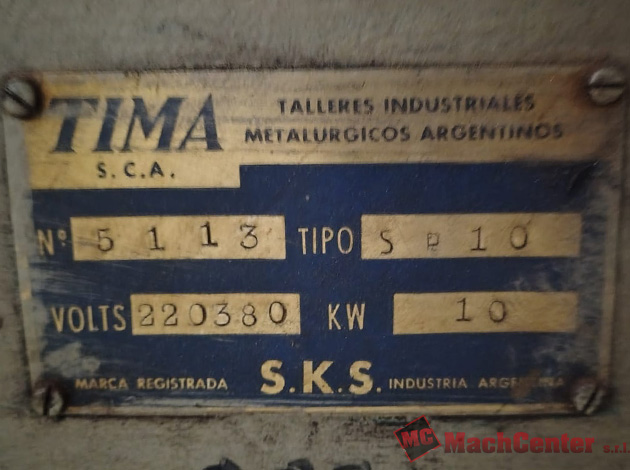 TIMA
TALLERES INDUSTRIALES
METALURGICOS ARGENTINOS
S.C.A.
Nº 5113 TIPO Sp10
VOLTS 220380 KW 10
MARCA REGISTRADA S.K.S. INDUSTRIA ARGENTINA
MC MachCenter s.r.l